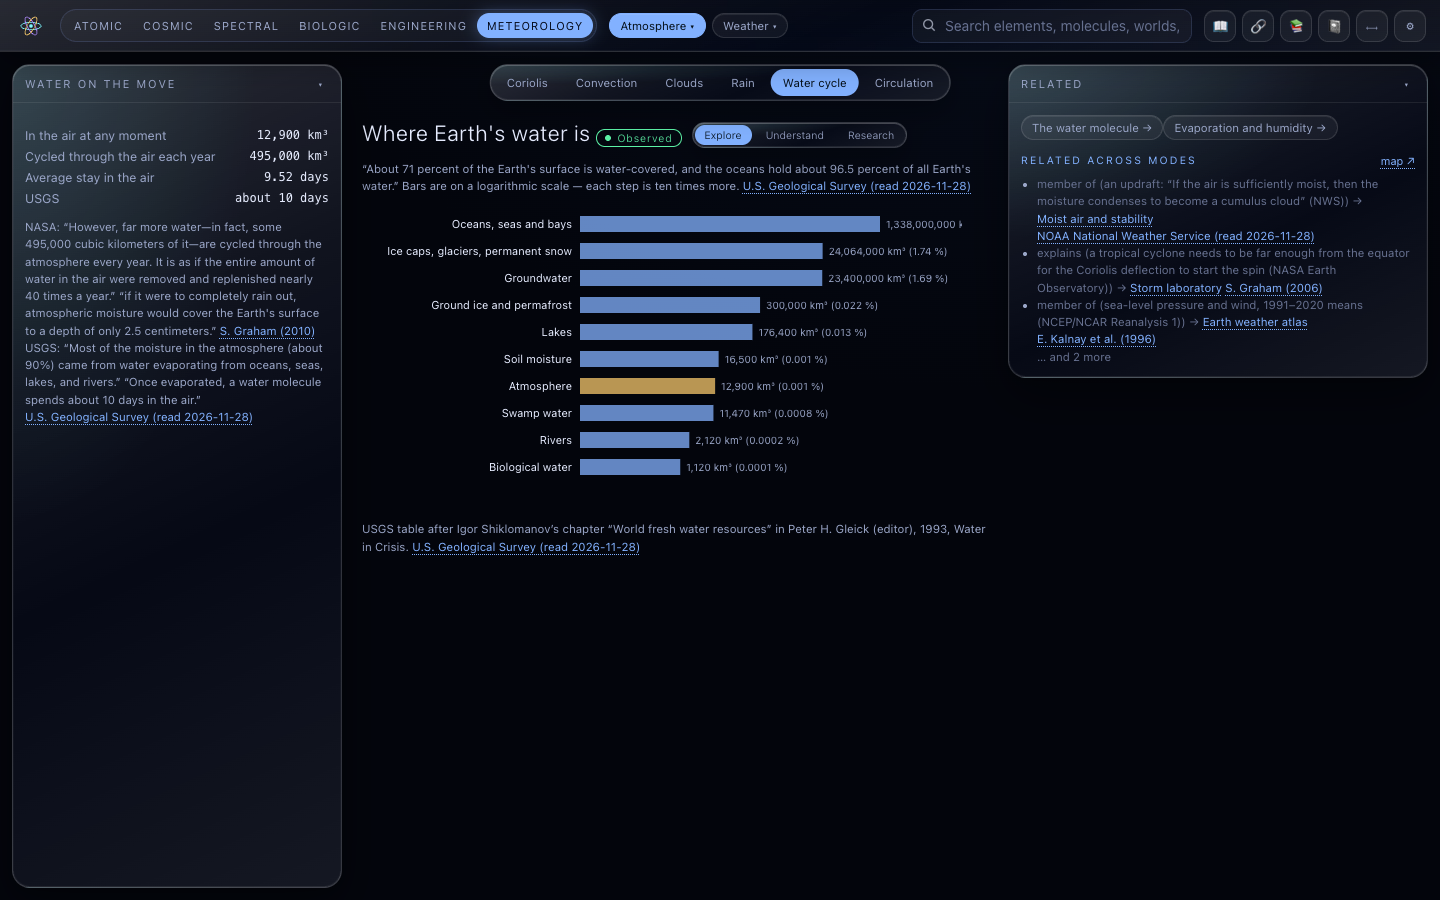 ATOMIC COSMIC SPECTRAL BIOLOGIC ENGINEERING METEOROLOGY Atmosphere ▾ Weather ▾ Search elements, molecules, worlds,
WATER ON THE MOVE
In the air at any moment 12,900 km³
Cycled through the air each year 495,000 km³
Average stay in the air 9.52 days
USGS about 10 days
NASA: “However, far more water—in fact, some
495,000 cubic kilometers of it—are cycled through the
atmosphere every year. It is as if the entire amount of
water in the air were removed and replenished nearly
40 times a year.” “if it were to completely rain out,
atmospheric moisture would cover the Earth's surface
to a depth of only 2.5 centimeters.” S. Graham (2010)
USGS: “Most of the moisture in the atmosphere (about
90%) came from water evaporating from oceans, seas,
lakes, and rivers.” “Once evaporated, a water molecule
spends about 10 days in the air.”
U.S. Geological Survey (read 2026-11-28)
Coriolis Convection Clouds Rain Water cycle Circulation
Where Earth's water is Observed Explore Understand Research
“About 71 percent of the Earth's surface is water-covered, and the oceans hold about 96.5 percent of all Earth's
water.” Bars are on a logarithmic scale — each step is ten times more. U.S. Geological Survey (read 2026-11-28)
Oceans, seas and bays 1,338,000,000
Ice caps, glaciers, permanent snow 24,064,000 km³ (1.74 %)
Groundwater 23,400,000 km³ (1.69 %)
Ground ice and permafrost 300,000 km³ (0.022 %)
Lakes 176,400 km³ (0.013 %)
Soil moisture 16,500 km³ (0.001 %)
Atmosphere 12,900 km³ (0.001 %)
Swamp water 11,470 km³ (0.0008 %)
Rivers 2,120 km³ (0.0002 %)
Biological water 1,120 km³ (0.0001 %)
USGS table after Igor Shiklomanov's chapter “World fresh water resources” in Peter H. Gleick (editor), 1993, Water
in Crisis. U.S. Geological Survey (read 2026-11-28)
RELATED
The water molecule → Evaporation and humidity →
RELATED ACROSS MODES map ↗
member of (an updraft: “If the air is sufficiently moist, then the
moisture condenses to become a cumulus cloud” (NWS)) →
Moist air and stability
NOAA National Weather Service (read 2026-11-28)
explains (a tropical cyclone needs to be far enough from the equator
for the Coriolis deflection to start the spin (NASA Earth
Observatory)) → Storm laboratory S. Graham (2006)
member of (sea-level pressure and wind, 1991–2020 means
(NCEP/NCAR Reanalysis 1)) → Earth weather atlas
E. Kalnay et al. (1996)
… and 2 more